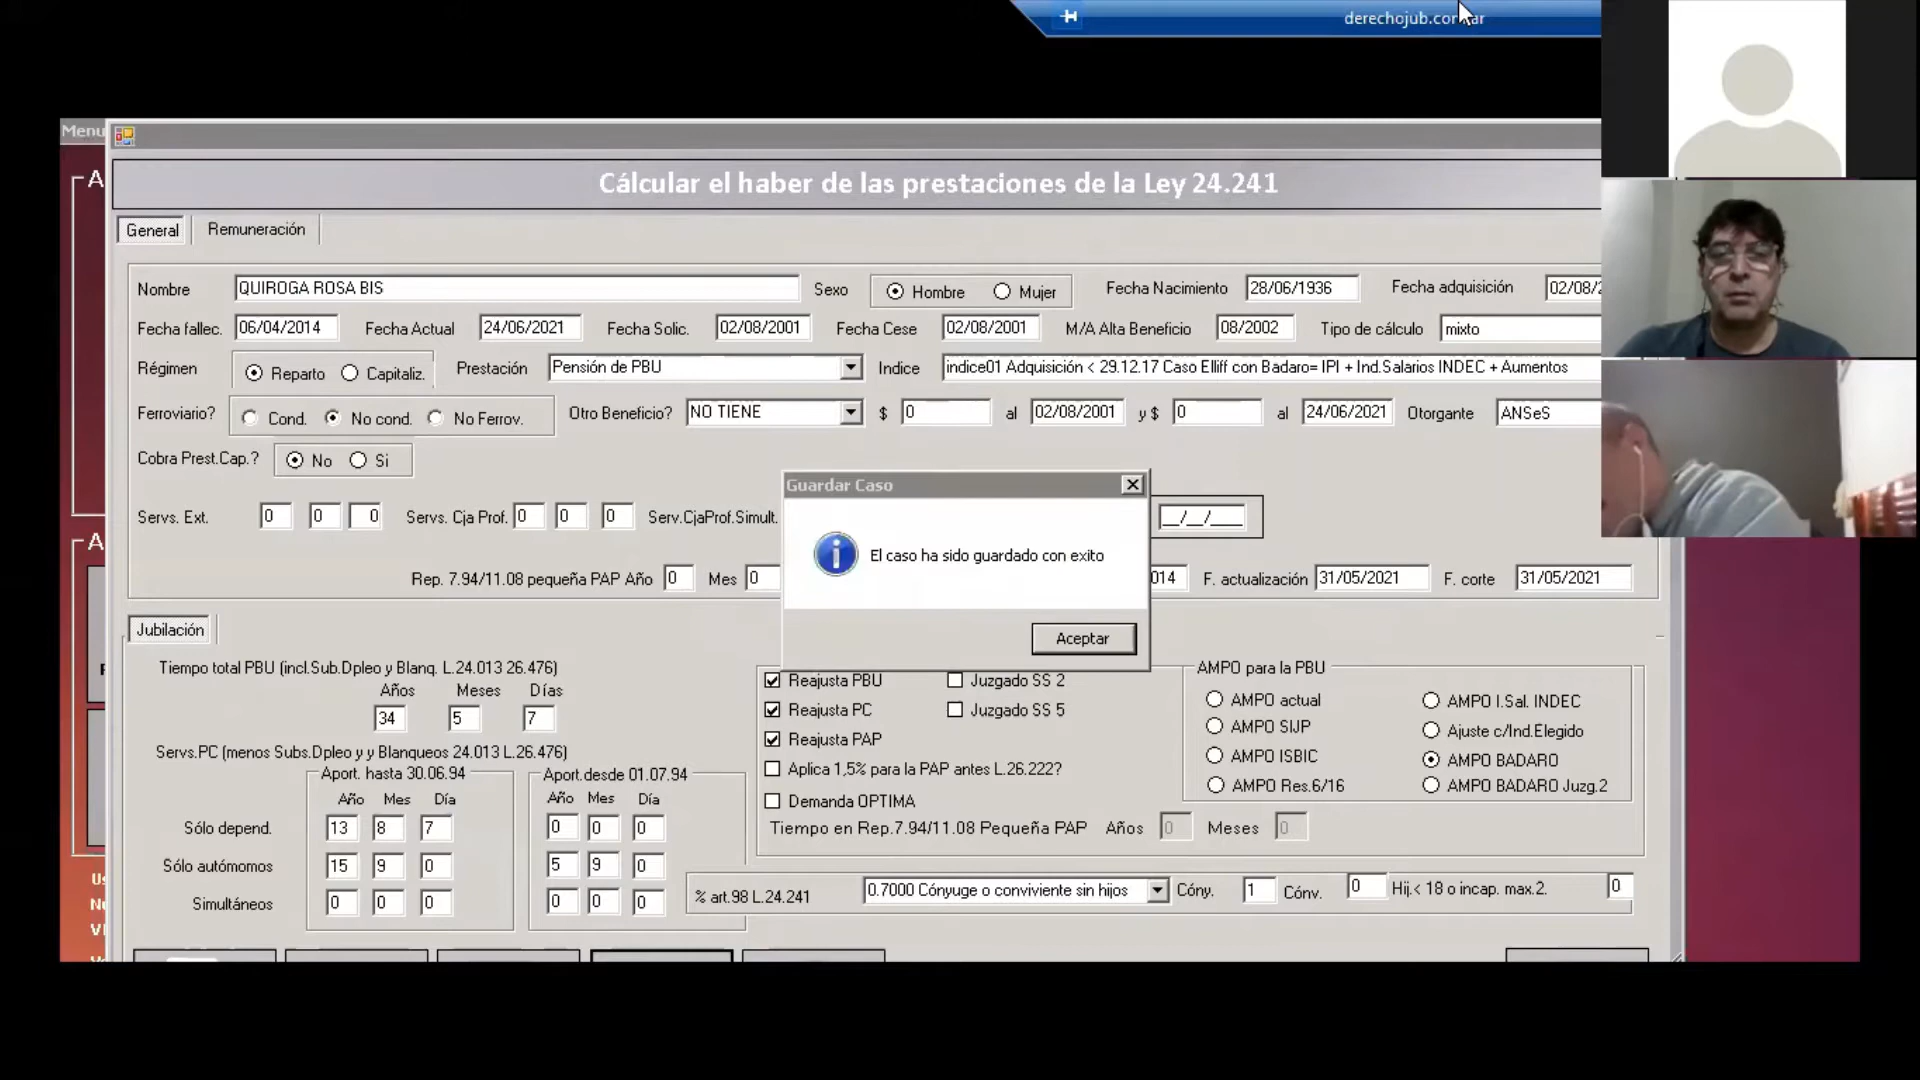 derechojub.com.ar
Menu
Cálcular el haber de las prestaciones de la Ley 24.241
General Remuneración
Nombre QUIROGA ROSA BIS Sexo Hombre Mujer Fecha Nacimiento 28/06/1936 Fecha adquisición 02/08/2
Fecha fallec. 06/04/2014 Fecha Actual 24/06/2021 Fecha Solic. 02/08/2001 Fecha Cese 02/08/2001 M/A Alta Beneficio 08/2002 Tipo de cálculo mixto
Régimen Reparto Capitaliz. Prestación Pensión de PBU Indice indice01 Adquisición < 29.12.17 Caso Elliff con Badaro= IPI + Ind.Salarios INDEC + Aumentos
Ferroviario? Cond. No cond. No Ferrov. Otro Beneficio? NO TIENE $ 0 al 02/08/2001 y $ 0 al 24/06/2021 Otorgante ANSeS
Cobra Prest.Cap.? No Si
Guardar Caso
Servs. Ext. 0 0 0 Servs. Cja Prof. 0 0 0 Serv.CjaProf.Simult. __/__/____
El caso ha sido guardado con exito
Rep. 7.94/11.08 pequeña PAP Año 0 Mes 0 014 F. actualización 31/05/2021 F. corte 31/05/2021
Aceptar
Jubilación
Tiempo total PBU (incl.Sub.Dpleo y Blanq. L.24.013 26.476)
Años Meses Días
34 5 7
Servs.PC (menos Subs.Dpleo y y Blanqueos 24.013 L.26.476)
Aport. hasta 30.06.94 Aport.desde 01.07.94
Año Mes Día Año Mes Día
Sólo depend. 13 8 7 0 0 0
Sólo autómomos 15 9 0 5 9 0
Simultáneos 0 0 0 0 0 0
Reajusta PBU Juzgado SS 2
Reajusta PC Juzgado SS 5
Reajusta PAP
Aplica 1,5% para la PAP antes L.26.222?
Demanda OPTIMA
Tiempo en Rep.7.94/11.08 Pequeña PAP Años 0 Meses 0
AMPO para la PBU
AMPO actual AMPO I.Sal. INDEC
AMPO SIJP Ajuste c/Ind.Elegido
AMPO ISBIC AMPO BADARO
AMPO Res.6/16 AMPO BADARO Juzg.2
% art.98 L.24.241 0.7000 Cónyuge o conviviente sin hijos Cóny. 1 Cónv. 0 Hij.< 18 o incap. max.2. 0